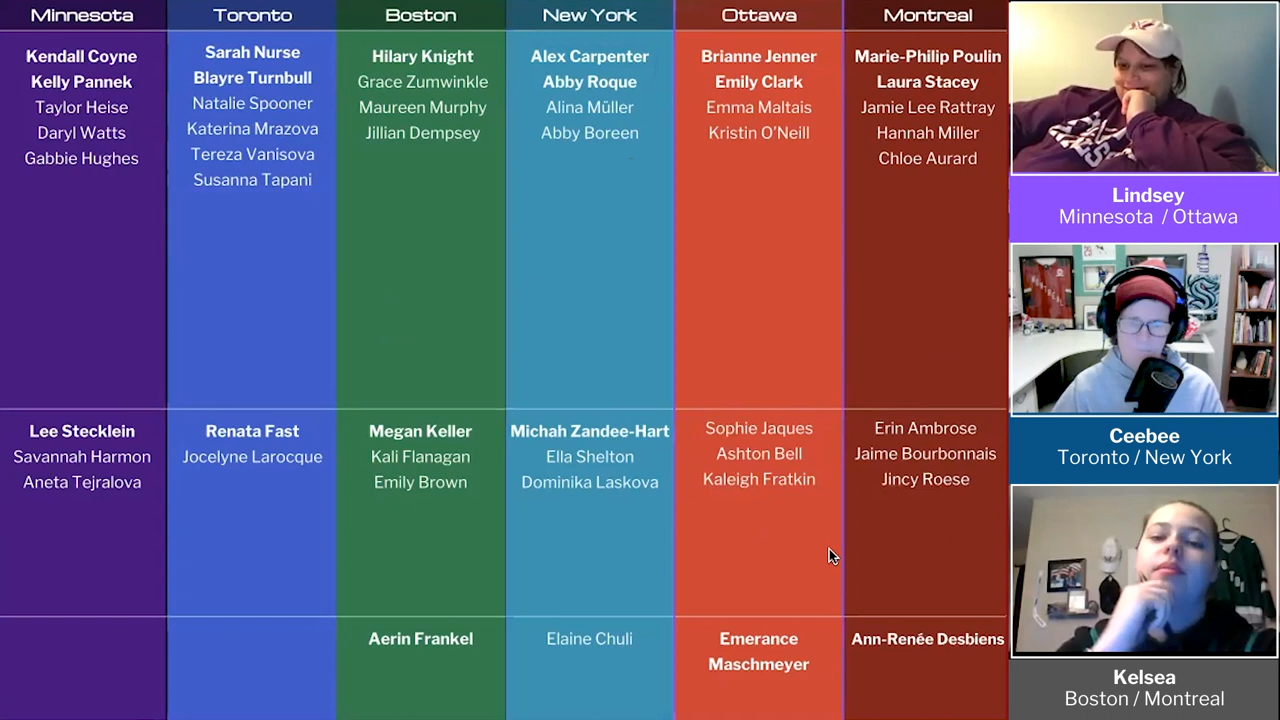 Minnesota
Toronto
Boston
New York
Ottawa
Montreal
Kendall Coyne
Kelly Pannek
Taylor Heise
Daryl Watts
Gabbie Hughes
Sarah Nurse
Blayre Turnbull
Natalie Spooner
Katerina Mrazova
Tereza Vanisova
Susanna Tapani
Hilary Knight
Grace Zumwinkle
Maureen Murphy
Jillian Dempsey
Alex Carpenter
Abby Roque
Alina Müller
Abby Boreen
Brianne Jenner
Emily Clark
Emma Maltais
Kristin O'Neill
Marie-Philip Poulin
Laura Stacey
Jamie Lee Rattray
Hannah Miller
Chloe Aurard
Lee Stecklein
Savannah Harmon
Aneta Tejralova
Renata Fast
Jocelyne Larocque
Megan Keller
Kali Flanagan
Emily Brown
Micah Zandee-Hart
Ella Shelton
Dominika Laskova
Sophie Jaques
Ashton Bell
Kaleigh Fratkin
Erin Ambrose
Jaime Bourbonnais
Jincy Roese
Aerin Frankel
Elaine Chuli
Emerance
Maschmeyer
Ann-Renée Desbiens
Lindsey
Minnesota / Ottawa
Ceebee
Toronto / New York
Kelsea
Boston / Montreal